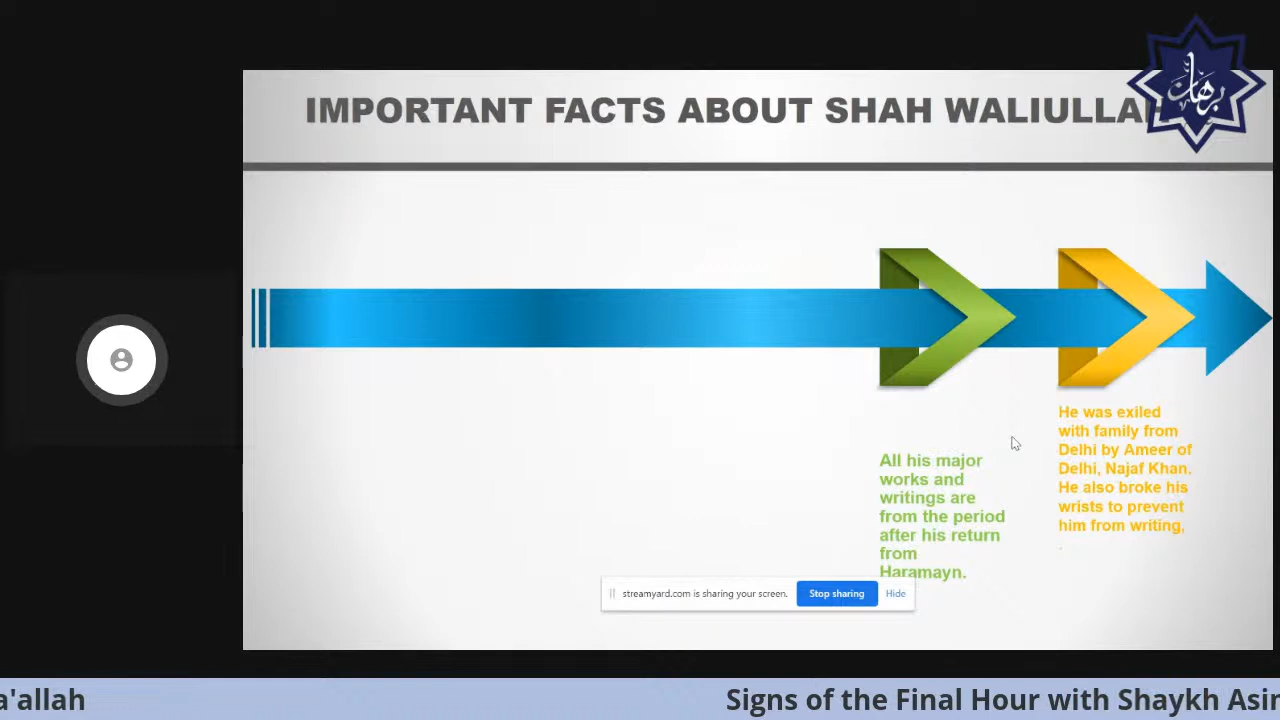 برهان
IMPORTANT FACTS ABOUT SHAH WALIULLAH
All his major
works and
writings are
from the period
after his return
from
Haramayn.
He was exiled
with family from
Delhi by Ameer of
Delhi, Najaf Khan.
He also broke his
wrists to prevent
him from writing,
.
streamyard.com is sharing your screen.
Stop sharing
Hide
a'allah
Signs of the Final Hour with Shaykh Asim